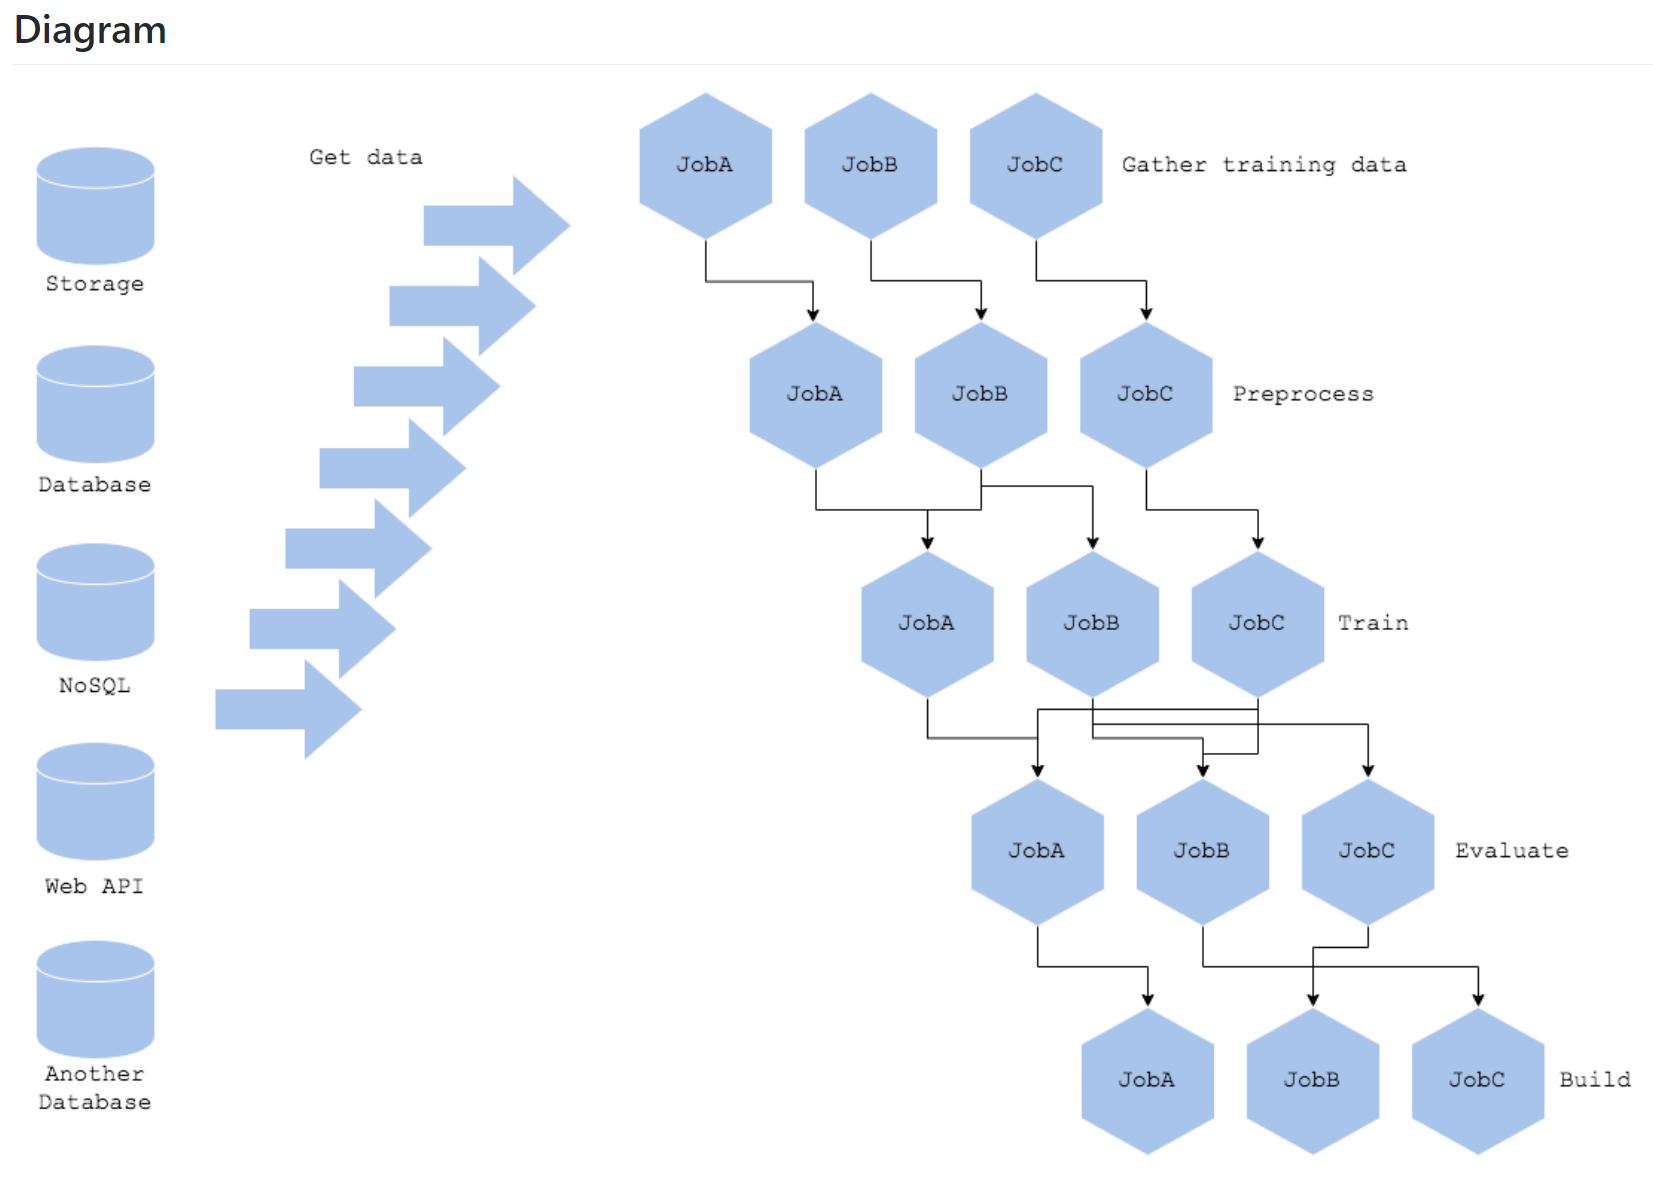 Diagram
Get data
Storage
Database
NoSQL
Web API
Another
Database
JobA
JobB
JobC
Gather training data
JobA
JobB
JobC
Preprocess
JobA
JobB
JobC
Train
JobA
JobB
JobC
Evaluate
JobA
JobB
JobC
Build